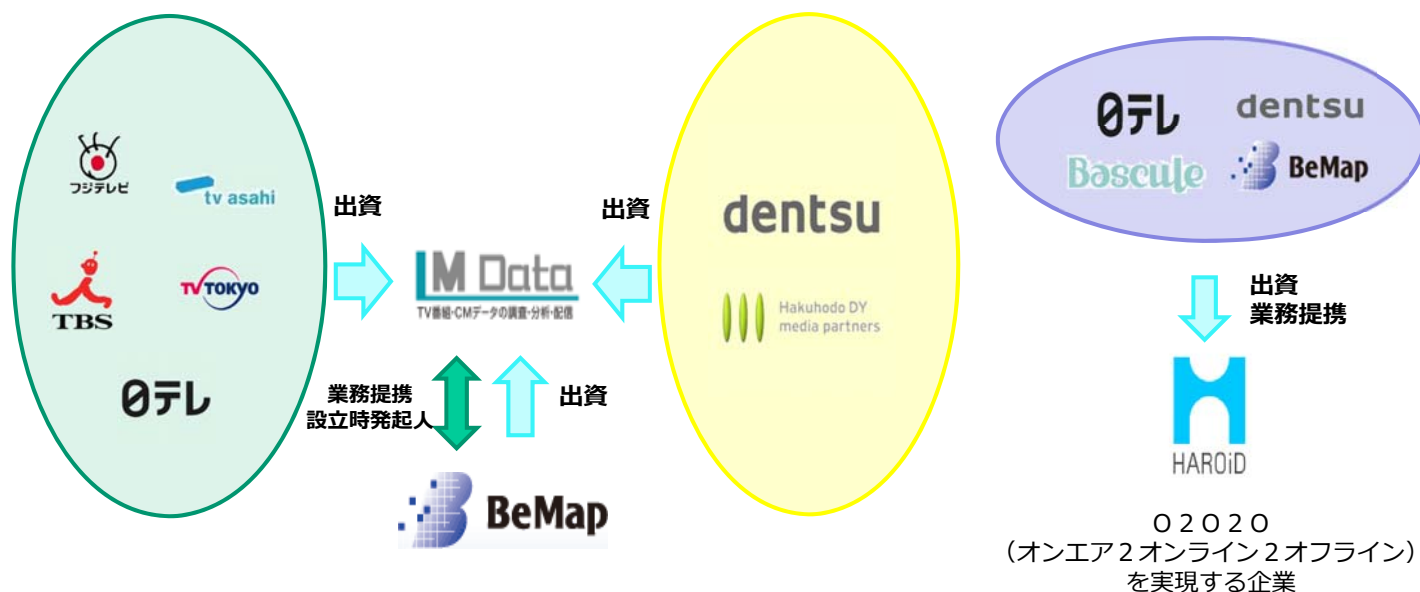 フジテレビ
tv asahi
TBS
TV TOKYO
日テレ
出資
LM Data
TV番組・CMデータの調査・分析・配信
出資
dentsu
Hakuhodo DY
media partners
業務提携
設立時発起人
出資
BeMap
日テレ
dentsu
Bascule
BeMap
出資
業務提携
HAROiD
O２O２O
（オンエア２オンライン２オフライン）
を実現する企業